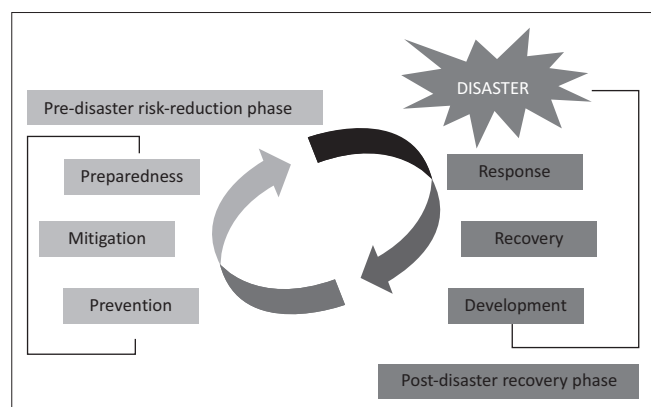 DISASTER
Pre-disaster risk-reduction phase
Preparedness
Mitigation
Prevention
Response
Recovery
Development
Post-disaster recovery phase